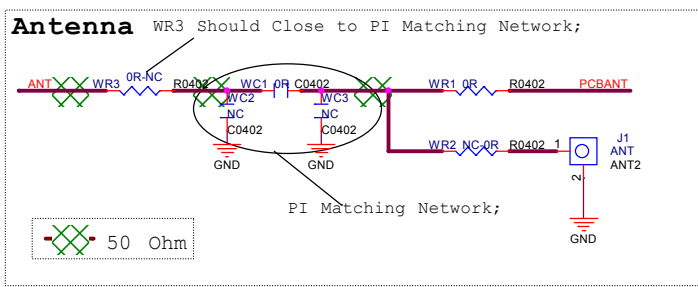 Antenna WR3 Should Close to PI Matching Network;
ANT WR3 0R-NC R0402 WC1 0R C0402 WR1 0R R0402 PCBANT
WC2 WC3
NC NC
C0402 C0402
GND GND
WR2 NC-0R R0402 1 J1
ANT
ANT2
2
PI Matching Network;
50 Ohm
GND